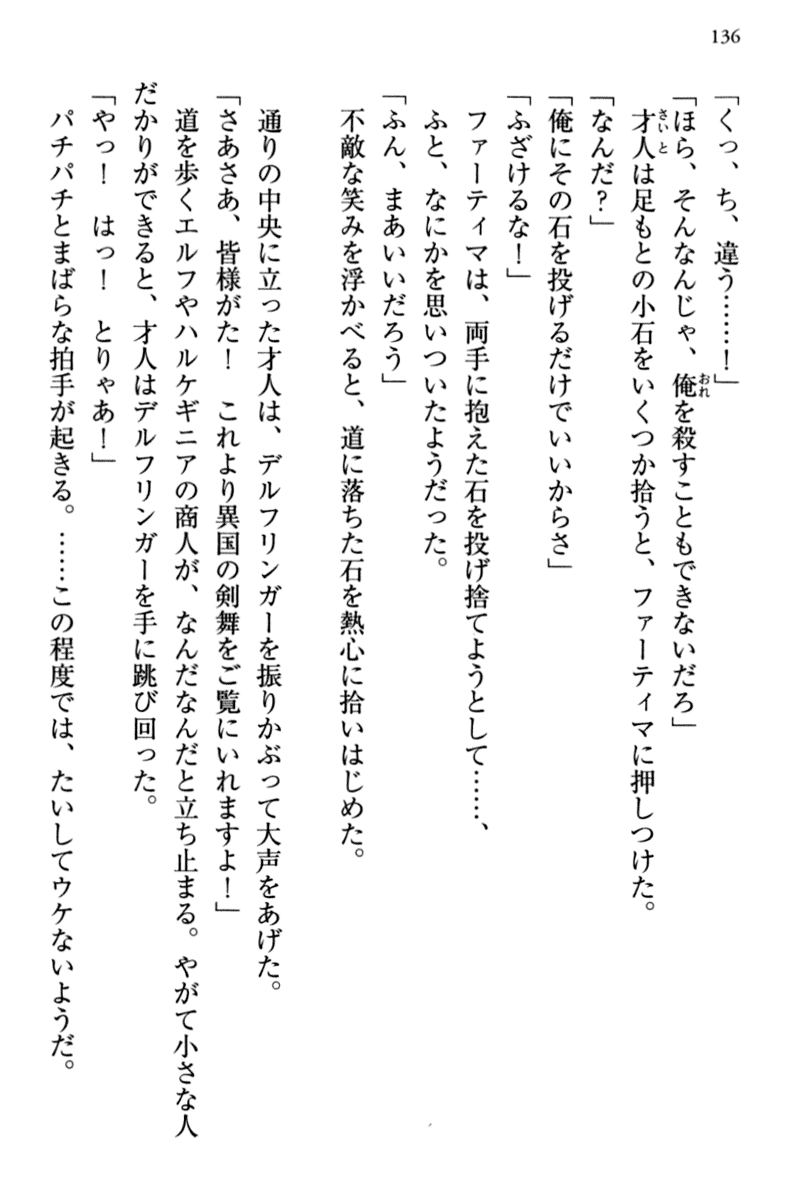 136
「くっ、ち、違う……！」
「ほら、そんなんじゃ、俺を殺すこともできないだろ」
才人は足もとの小石をいくつか拾うと、ファーティマに押しつけた。
「なんだ？」
「俺にその石を投げるだけでいいからさ」
「ふざけるな！」
ファーティマは、両手に抱えた石を投げ捨てようとして……、
ふと、なにかを思いついたようだった。
「ふん、まあいいだろう」
不敵な笑みを浮かべると、道に落ちた石を熱心に拾いはじめた。
通りの中央に立った才人は、デルフリンガーを振りかぶって大声をあげた。
「さあさあ、皆様がた！　これより異国の剣舞をご覧にいれますよ！」
道を歩くエルフやハルケギニアの商人が、なんだなんだと立ち止まる。やがて小さな人
だかりができると、才人はデルフリンガーを手に跳び回った。
「やっ！　はっ！　とりゃあ！」
パチパチとまばらな拍手が起きる。……この程度では、たいしてウケないようだ。